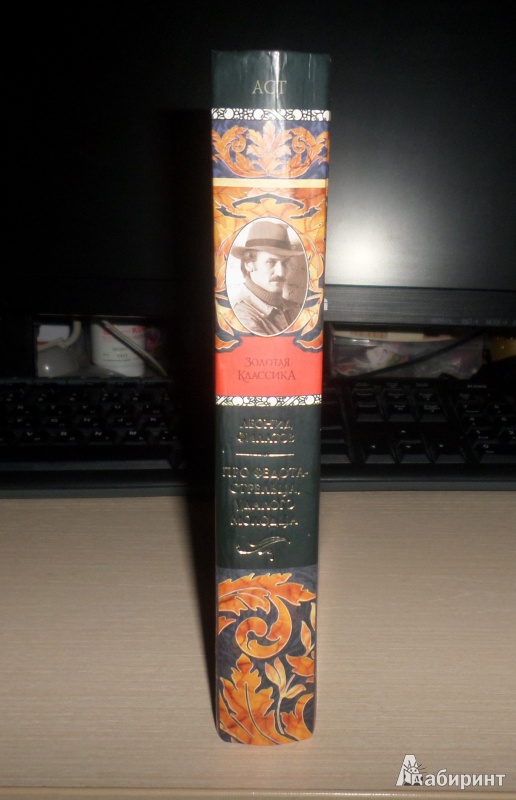 АСТ
ЗОЛОТАЯ
КЛАССИКА
ЛЕОНИД
ФИЛАТОВ
ПРО ФЕДОТА-
СТРЕЛЬЦА,
УДАЛОГО
МОЛОДЦА
Лабиринт